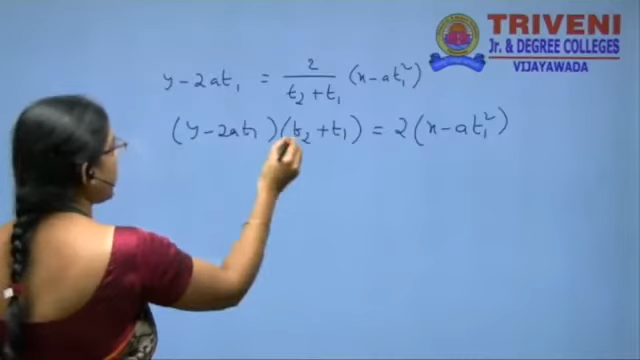 TRIVENI
Jr. & DEGREE COLLEGES
VIJAYAWADA
y - 2at₁ = 2/(t₂ + t₁) (x - at₁²)
(y - 2at₁)(t₂ + t₁) = 2(x - at₁²)